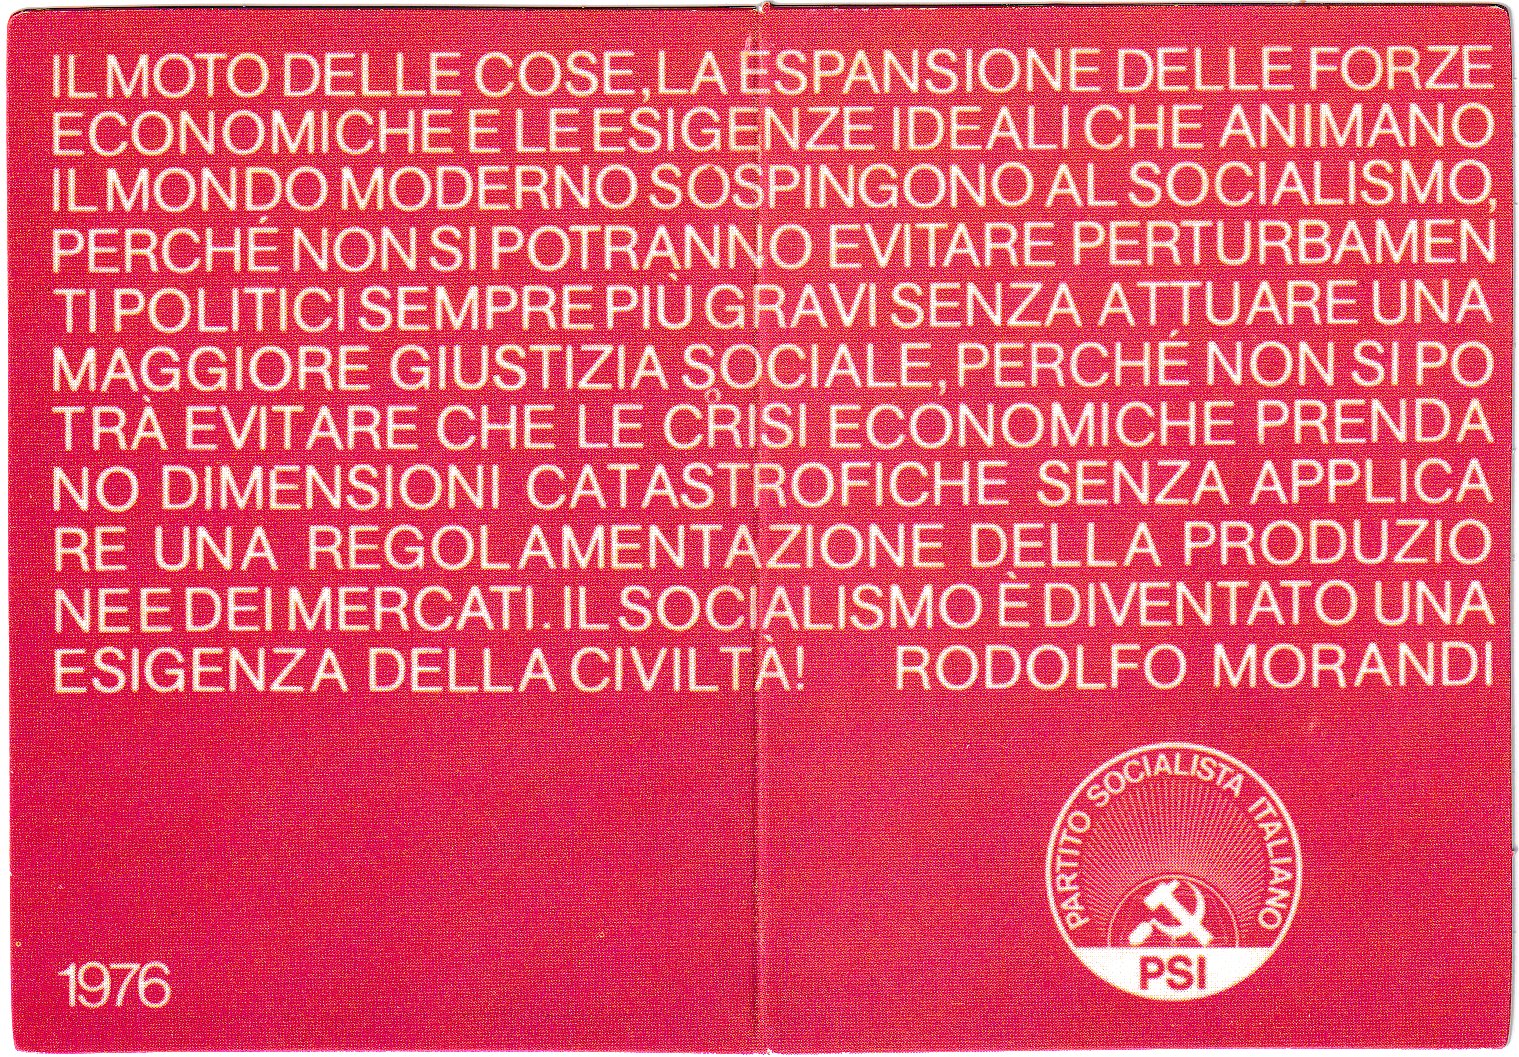 IL MOTO DELLE COSE, LA ESPANSIONE DELLE FORZE
ECONOMICHE E LE ESIGENZE IDEALI CHE ANIMANO
IL MONDO MODERNO SOSPINGONO AL SOCIALISMO,
PERCHÉ NON SI POTRANNO EVITARE PERTURBAMEN
TI POLITICI SEMPRE PIÙ GRAVI SENZA ATTUARE UNA
MAGGIORE GIUSTIZIA SOCIALE, PERCHÉ NON SI PO
TRÀ EVITARE CHE LE CRISI ECONOMICHE PRENDA
NO DIMENSIONI CATASTROFICHE SENZA APPLICA
RE UNA REGOLAMENTAZIONE DELLA PRODUZIO
NE E DEI MERCATI. IL SOCIALISMO È DIVENTATO UNA
ESIGENZA DELLA CIVILTÀ! RODOLFO MORANDI
PARTITO SOCIALISTA ITALIANO
PSI
1976